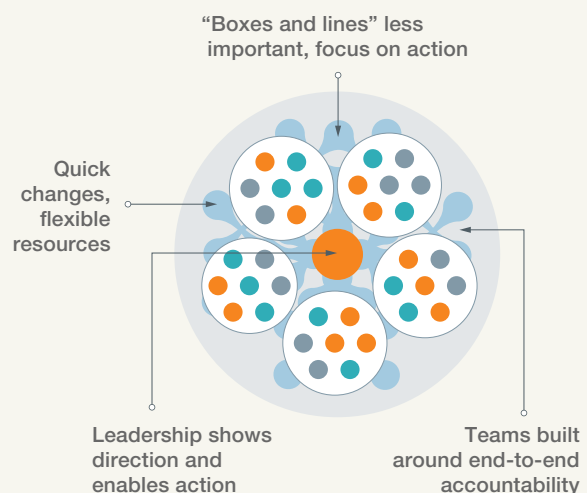 “Boxes and lines” less
important, focus on action
Quick
changes,
flexible
resources
Leadership shows
direction and
enables action
Teams built
around end-to-end
accountability